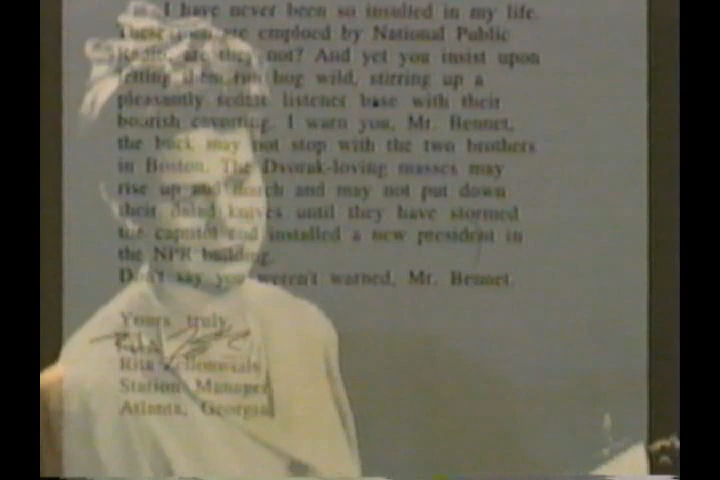 I have never been so insulted in my life.
These men are emploed by National Public
Radio, are they not? And yet you insist upon
letting them run hog wild, stirring up a
pleasantly sedate listener base with their
boorish cavorting. I warn you, Mr. Bennet,
the buck may not stop with the two brothers
in Boston. The Dvorak-loving masses may
rise up and march and may not put down
their salad knives until they have stormed
the capitol and installed a new president in
the NPR building.
Don't say you weren't warned, Mr. Bennet.
Yours truly,
Rita
Rita
Station Manager
Atlanta, Georgia